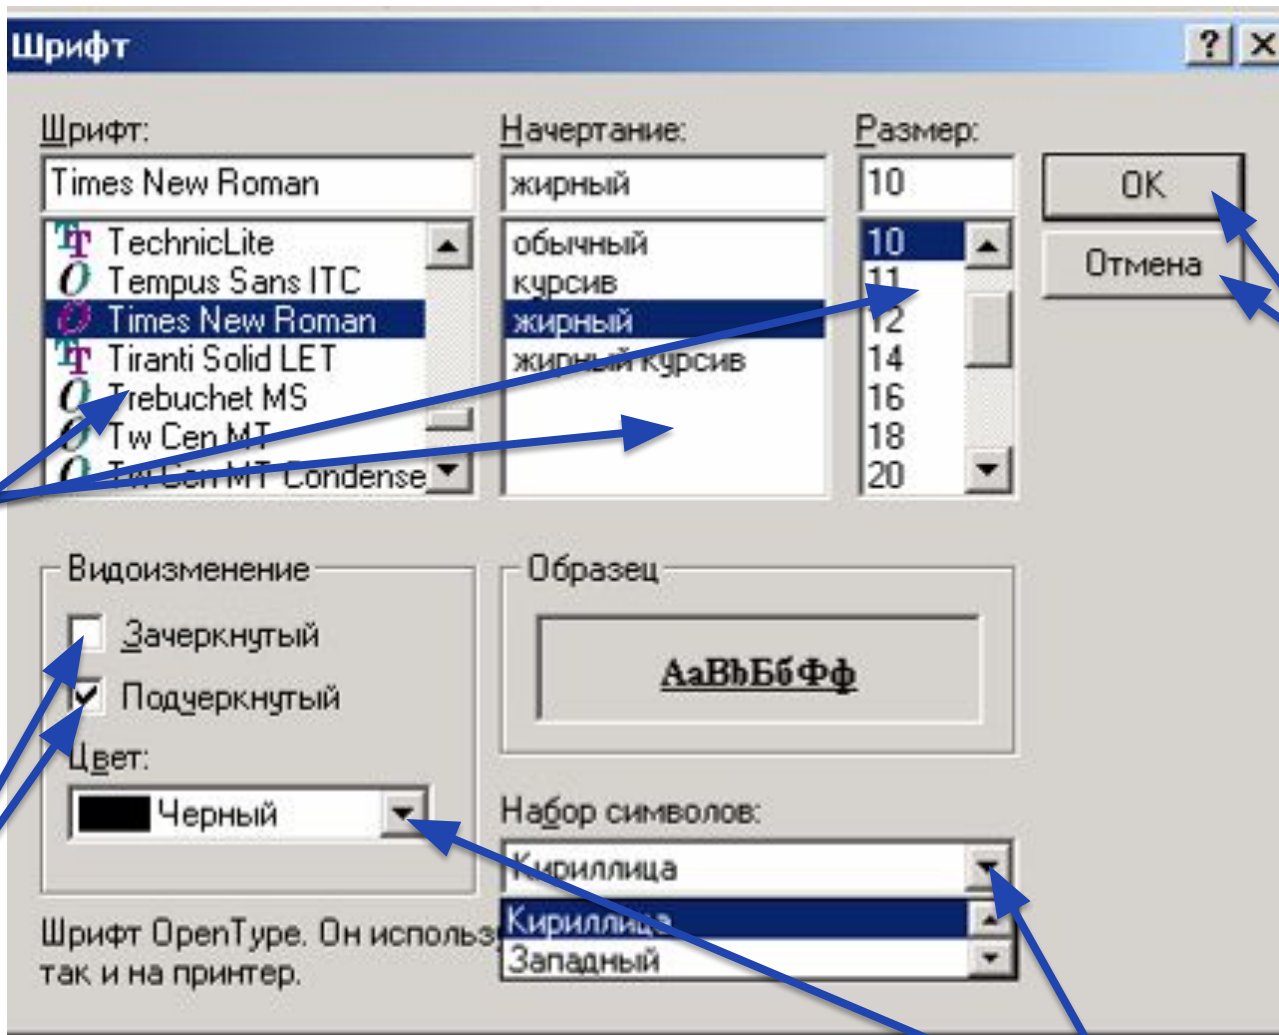 Шрифт
Шрифт:
Times New Roman
TechnicLite
Tempus Sans ITC
Times New Roman
Tiranti Solid LET
Trebuchet MS
Tw Cen MT
Tw Cen MT Condense
Начертание:
жирный
обычный
курсив
жирный
жирный курсив
Размер:
10
10
11
12
14
16
18
20
OK
Отмена
Видоизменение
Зачеркнутый
Подчеркнутый
Цвет:
Черный
Образец
АаBbБбФф
Набор символов:
Кириллица
Кириллица
Западный
Шрифт OpenType. Он использ
так и на принтер.